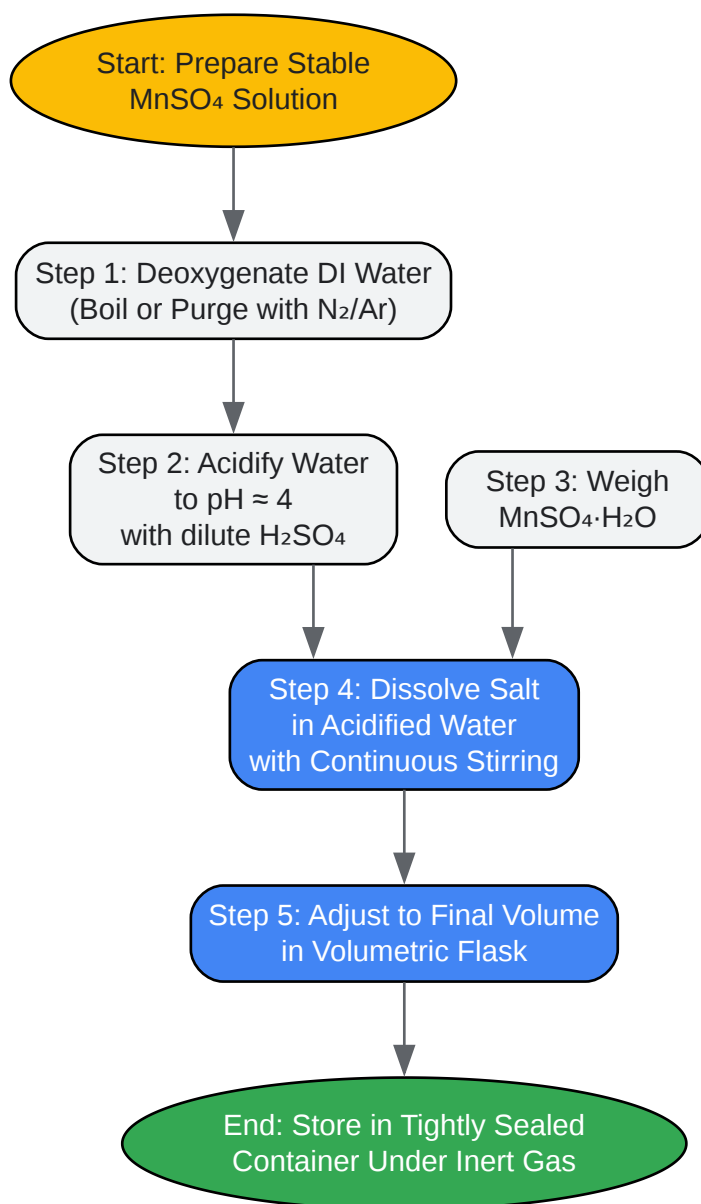 Start: Prepare Stable
MnSO₄ Solution
Step 1: Deoxygenate DI Water
(Boil or Purge with N₂/Ar)
Step 2: Acidify Water
to pH ≈ 4
with dilute H₂SO₄
Step 3: Weigh
MnSO₄·H₂O
Step 4: Dissolve Salt
in Acidified Water
with Continuous Stirring
Step 5: Adjust to Final Volume
in Volumetric Flask
End: Store in Tightly Sealed
Container Under Inert Gas